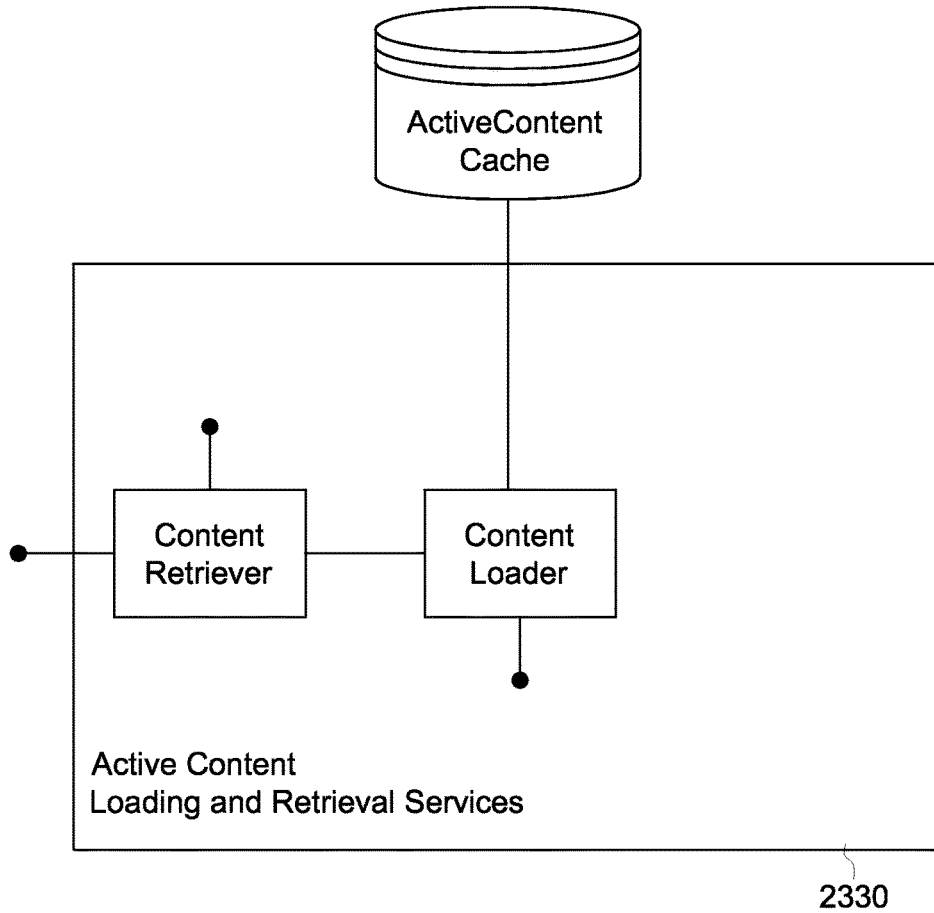 ActiveContent
Cache
Content
Retriever
Content
Loader
Active Content
Loading and Retrieval Services
2330